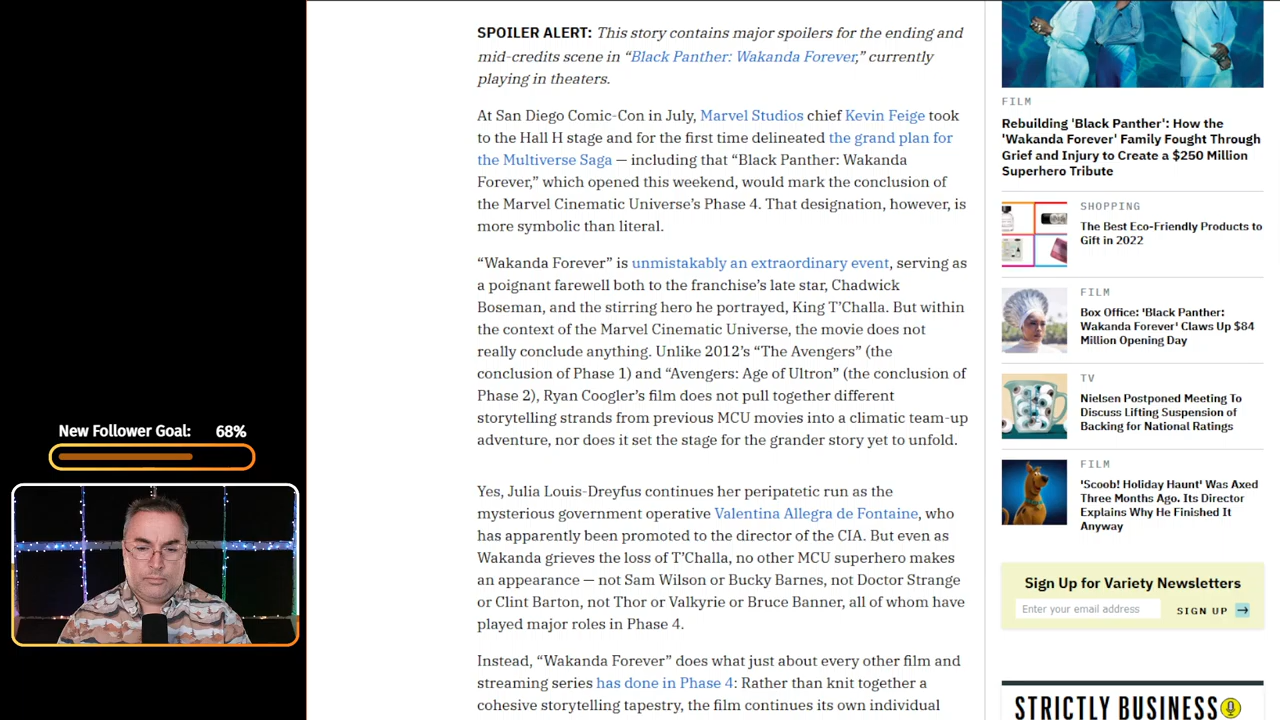 SPOILER ALERT: This story contains major spoilers for the ending and
mid-credits scene in “Black Panther: Wakanda Forever,” currently
playing in theaters.
At San Diego Comic-Con in July, Marvel Studios chief Kevin Feige took
to the Hall H stage and for the first time delineated the grand plan for
the Multiverse Saga — including that “Black Panther: Wakanda
Forever,” which opened this weekend, would mark the conclusion of
the Marvel Cinematic Universe’s Phase 4. That designation, however, is
more symbolic than literal.
“Wakanda Forever” is unmistakably an extraordinary event, serving as
a poignant farewell both to the franchise’s late star, Chadwick
Boseman, and the stirring hero he portrayed, King T’Challa. But within
the context of the Marvel Cinematic Universe, the movie does not
really conclude anything. Unlike 2012’s “The Avengers” (the
conclusion of Phase 1) and “Avengers: Age of Ultron” (the conclusion of
Phase 2), Ryan Coogler’s film does not pull together different
storytelling strands from previous MCU movies into a climatic team-up
adventure, nor does it set the stage for the grander story yet to unfold.
Yes, Julia Louis-Dreyfus continues her peripatetic run as the
mysterious government operative Valentina Allegra de Fontaine, who
has apparently been promoted to the director of the CIA. But even as
Wakanda grieves the loss of T’Challa, no other MCU superhero makes
an appearance — not Sam Wilson or Bucky Barnes, not Doctor Strange
or Clint Barton, not Thor or Valkyrie or Bruce Banner, all of whom have
played major roles in Phase 4.
Instead, “Wakanda Forever” does what just about every other film and
streaming series has done in Phase 4: Rather than knit together a
cohesive storytelling tapestry, the film continues its own individual
FILM
Rebuilding 'Black Panther': How the
'Wakanda Forever' Family Fought Through
Grief and Injury to Create a $250 Million
Superhero Tribute
SHOPPING
The Best Eco-Friendly Products to
Gift in 2022
FILM
Box Office: 'Black Panther:
Wakanda Forever' Claws Up $84
Million Opening Day
TV
Nielsen Postponed Meeting To
Discuss Lifting Suspension of
Backing for National Ratings
FILM
'Scoob! Holiday Haunt' Was Axed
Three Months Ago. Its Director
Explains Why He Finished It
Anyway
Sign Up for Variety Newsletters
Enter your email address SIGN UP
STRICTLY BUSINESS
New Follower Goal: 68%